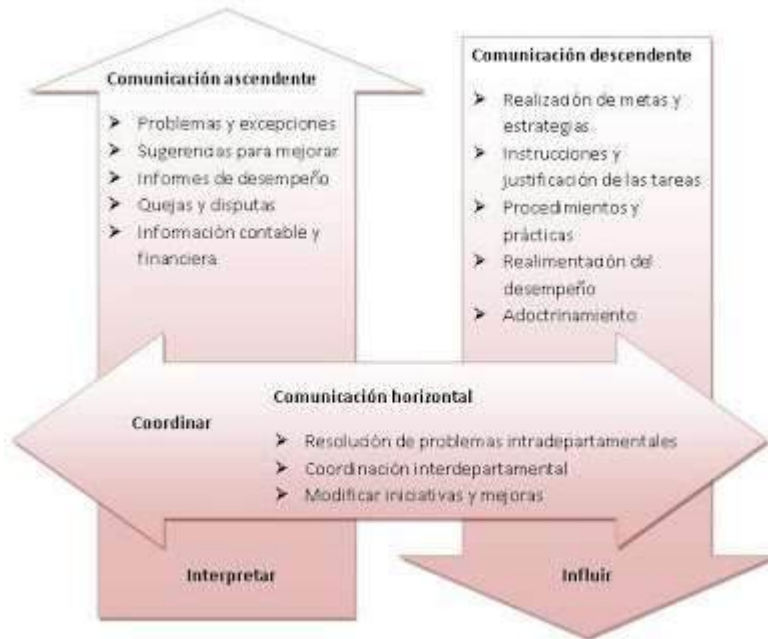 Comunicación ascendente
➤ Problemas y excepciones
➤ Sugerencias para mejorar
➤ Informes de desempeño
➤ Quejas y disputas
➤ Información contable y
financiera.
Comunicación descendente
➤ Realización de metas y
estrategias
➤ Instrucciones y
justificación de las tareas
➤ Procedimientos y
prácticas
➤ Realimentación del
desempeño
➤ Adoctrinamiento
Comunicación horizontal
Coordinar
➤ Resolución de problemas intradepartamentales
➤ Coordinación interdepartamental
➤ Modificar iniciativas y mejoras
Interpretar
Influir